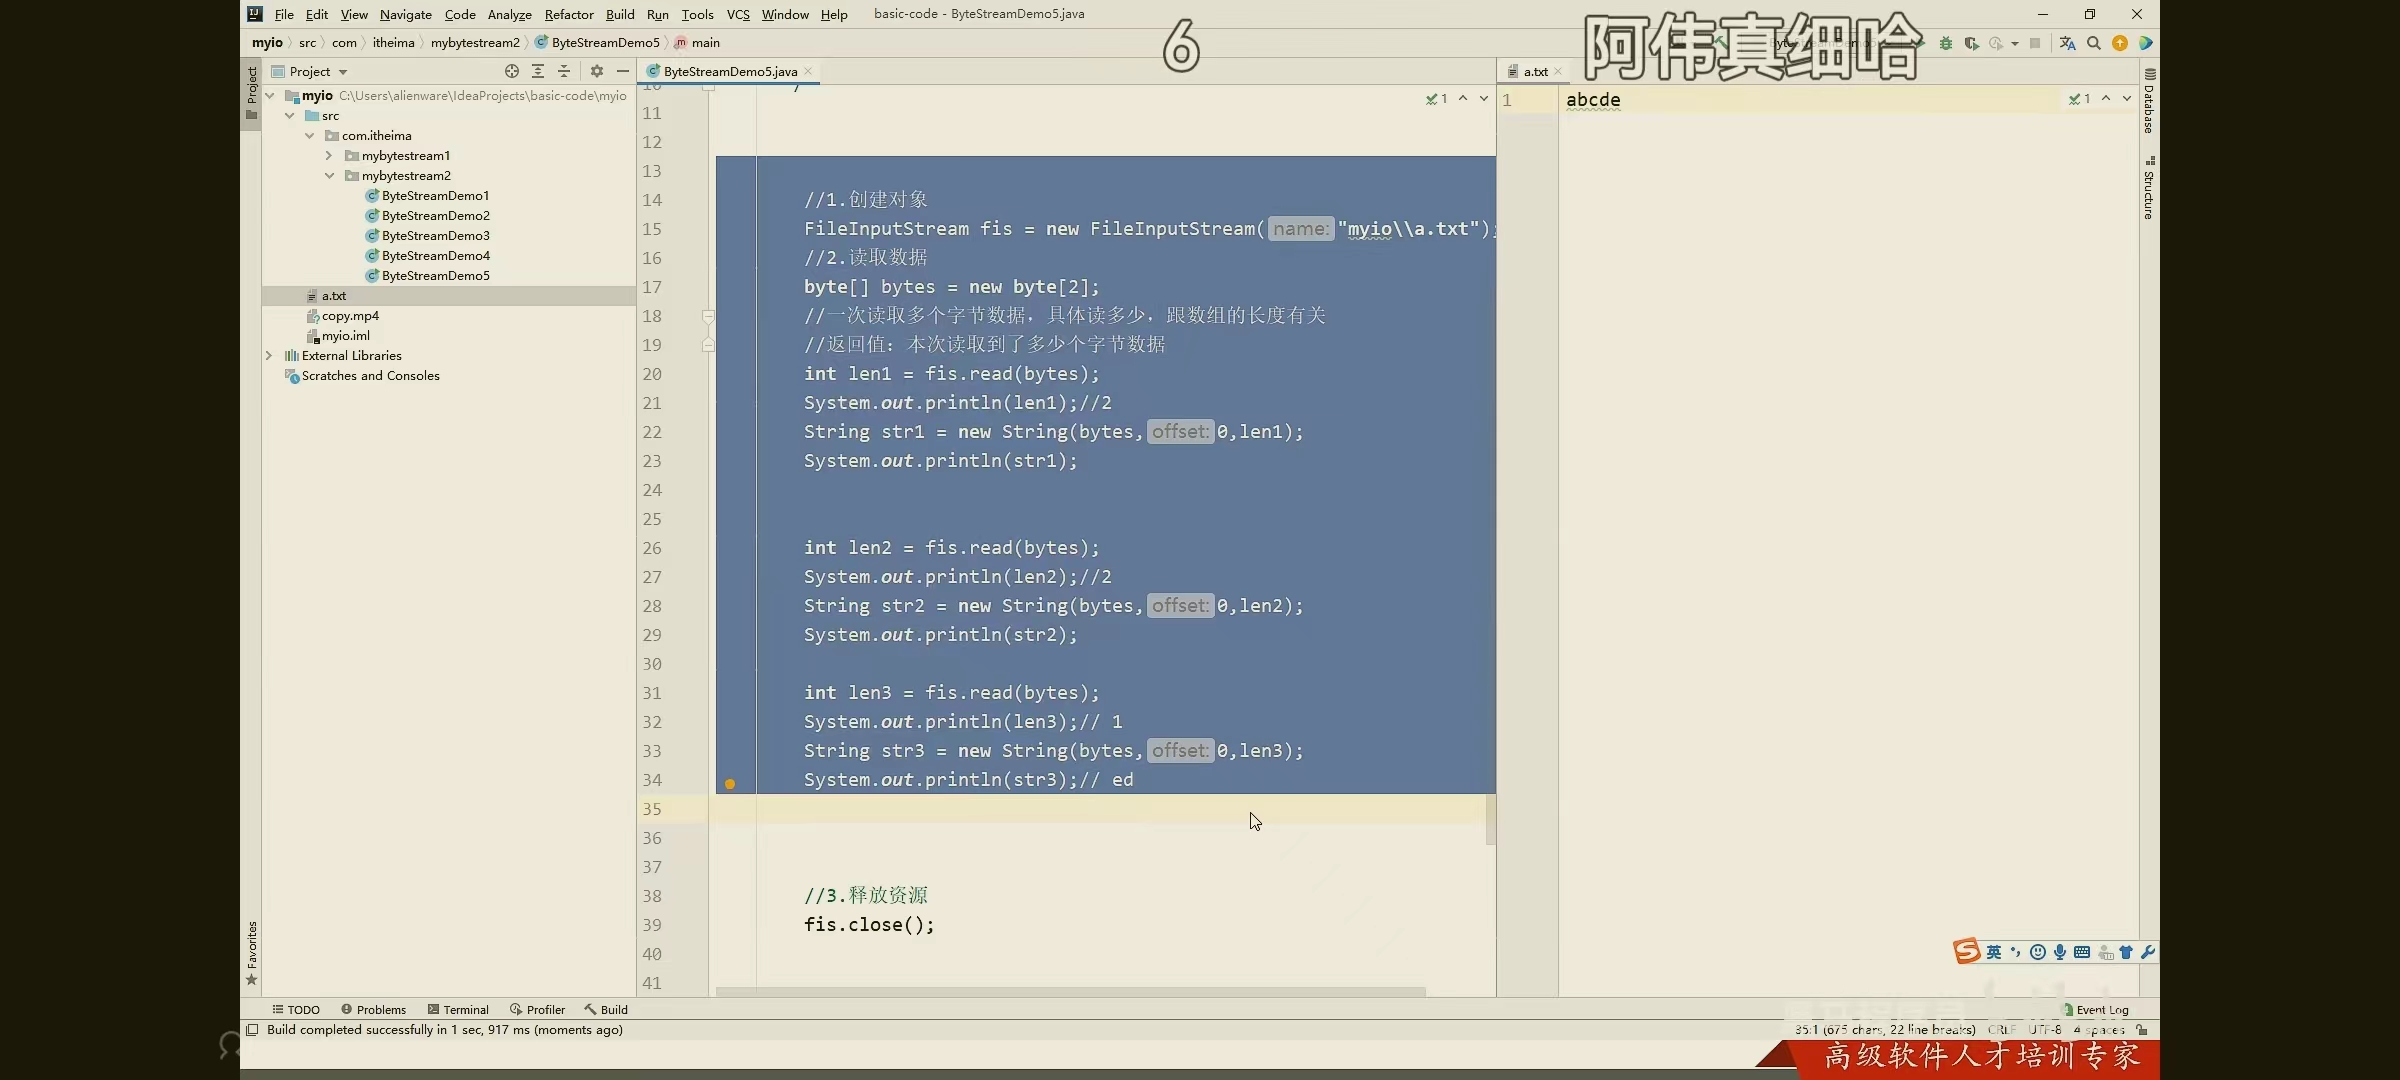 File Edit View Navigate Code Analyze Refactor Build Run Tools VCS Window Help basic-code - ByteStreamDemo5.java
6
阿伟真细哈
myio src com itheima mybytestream2 ByteStreamDemo5 main
Project
ByteStreamDemo5.java
a.txt
myio C:\Users\alienware\IdeaProjects\basic-code\myio
src
com.itheima
mybytestream1
mybytestream2
ByteStreamDemo1
ByteStreamDemo2
ByteStreamDemo3
ByteStreamDemo4
ByteStreamDemo5
a.txt
copy.mp4
myio.iml
External Libraries
Scratches and Consoles
Project
Favorites
1
11
12
13
14 //1.创建对象
15 FileInputStream fis = new FileInputStream( name: "myio\\a.txt");
16 //2.读取数据
17 byte[] bytes = new byte[2];
18 //一次读取多个字节数据，具体读多少，跟数组的长度有关
19 //返回值：本次读取到了多少个字节数据
20 int len1 = fis.read(bytes);
21 System.out.println(len1);//2
22 String str1 = new String(bytes, offset: 0,len1);
23 System.out.println(str1);
24
25
26 int len2 = fis.read(bytes);
27 System.out.println(len2);//2
28 String str2 = new String(bytes, offset: 0,len2);
29 System.out.println(str2);
30
31 int len3 = fis.read(bytes);
32 System.out.println(len3);// 1
33 String str3 = new String(bytes, offset: 0,len3);
34 System.out.println(str3);// ed
35
36
37
38 //3.释放资源
39 fis.close();
40
41
1 abcde
1
Database
Structure
英
TODO Problems Terminal Profiler Build
Event Log
Build completed successfully in 1 sec, 917 ms (moments ago)
35:1 (675 chars, 22 line breaks) CRLF UTF-8 4 spaces
高级软件人才培训专家